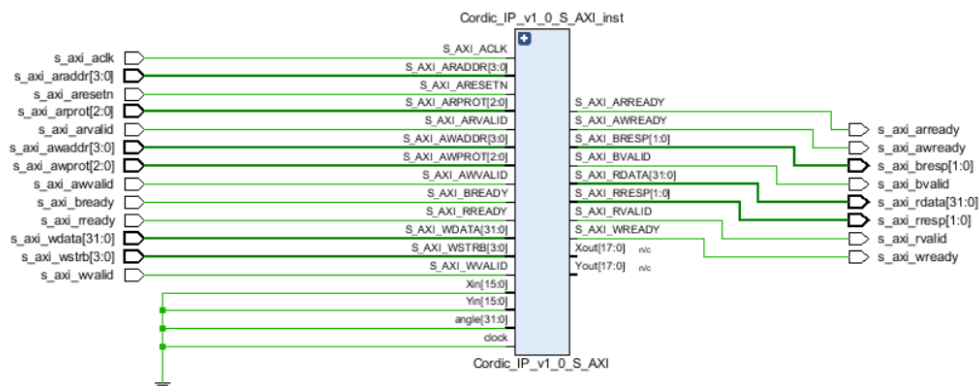 Cordic_IP_v1_0_S_AXI_inst
s_axi_aclk
s_axi_araddr[3:0]
s_axi_aresetn
s_axi_arprot[2:0]
s_axi_arvalid
s_axi_awaddr[3:0]
s_axi_awprot[2:0]
s_axi_awvalid
s_axi_bready
s_axi_rready
s_axi_wdata[31:0]
s_axi_wstrb[3:0]
s_axi_wvalid
S_AXI_ACLK
S_AXI_ARADDR[3:0]
S_AXI_ARESETN
S_AXI_ARPROT[2:0]
S_AXI_ARVALID
S_AXI_AWADDR[3:0]
S_AXI_AWPROT[2:0]
S_AXI_AWVALID
S_AXI_BREADY
S_AXI_RREADY
S_AXI_WDATA[31:0]
S_AXI_WSTRB[3:0]
S_AXI_WVALID
Xin[15:0]
Yin[15:0]
angle[31:0]
clock
S_AXI_ARREADY
S_AXI_AWREADY
S_AXI_BRESP[1:0]
S_AXI_BVALID
S_AXI_RDATA[31:0]
S_AXI_RRESP[1:0]
S_AXI_RVALID
S_AXI_WREADY
Xout[17:0] n/c
Yout[17:0] n/c
s_axi_arready
s_axi_awready
s_axi_bresp[1:0]
s_axi_bvalid
s_axi_rdata[31:0]
s_axi_rresp[1:0]
s_axi_rvalid
s_axi_wready
Cordic_IP_v1_0_S_AXI